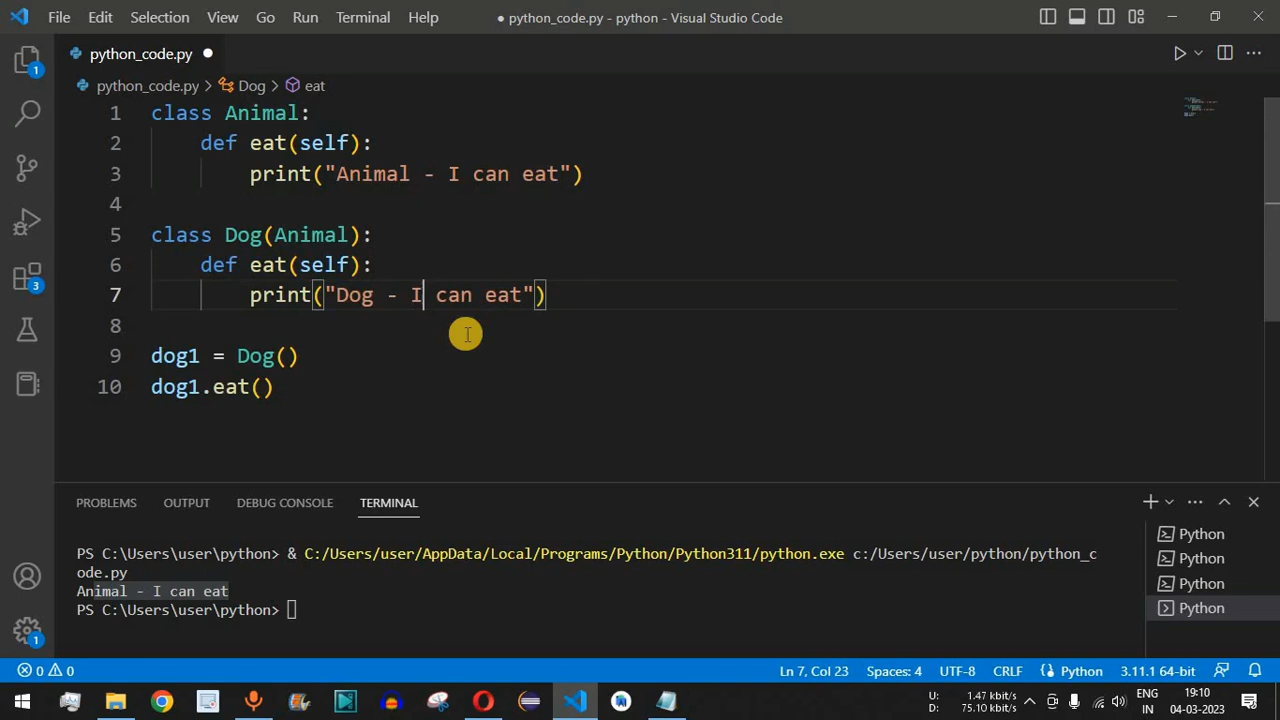 File Edit Selection View Go Run Terminal Help
● python_code.py - python - Visual Studio Code
python_code.py ●
python_code.py > Dog > eat
1 class Animal:
2 def eat(self):
3 print("Animal - I can eat")
4
5 class Dog(Animal):
6 def eat(self):
7 print("Dog - I can eat")
8
9 dog1 = Dog()
10 dog1.eat()
1
3
1
PROBLEMS OUTPUT DEBUG CONSOLE TERMINAL
PS C:\Users\user\python> & C:/Users/user/AppData/Local/Programs/Python/Python311/python.exe c:/Users/user/python/python_c
ode.py
Animal - I can eat
PS C:\Users\user\python>
Python
Python
Python
Python
0 0 Ln 7, Col 23 Spaces: 4 UTF-8 CRLF Python 3.11.1 64-bit
U: 1.47 kbit/s
D: 75.10 kbit/s
ENG
IN
19:10
04-03-2023